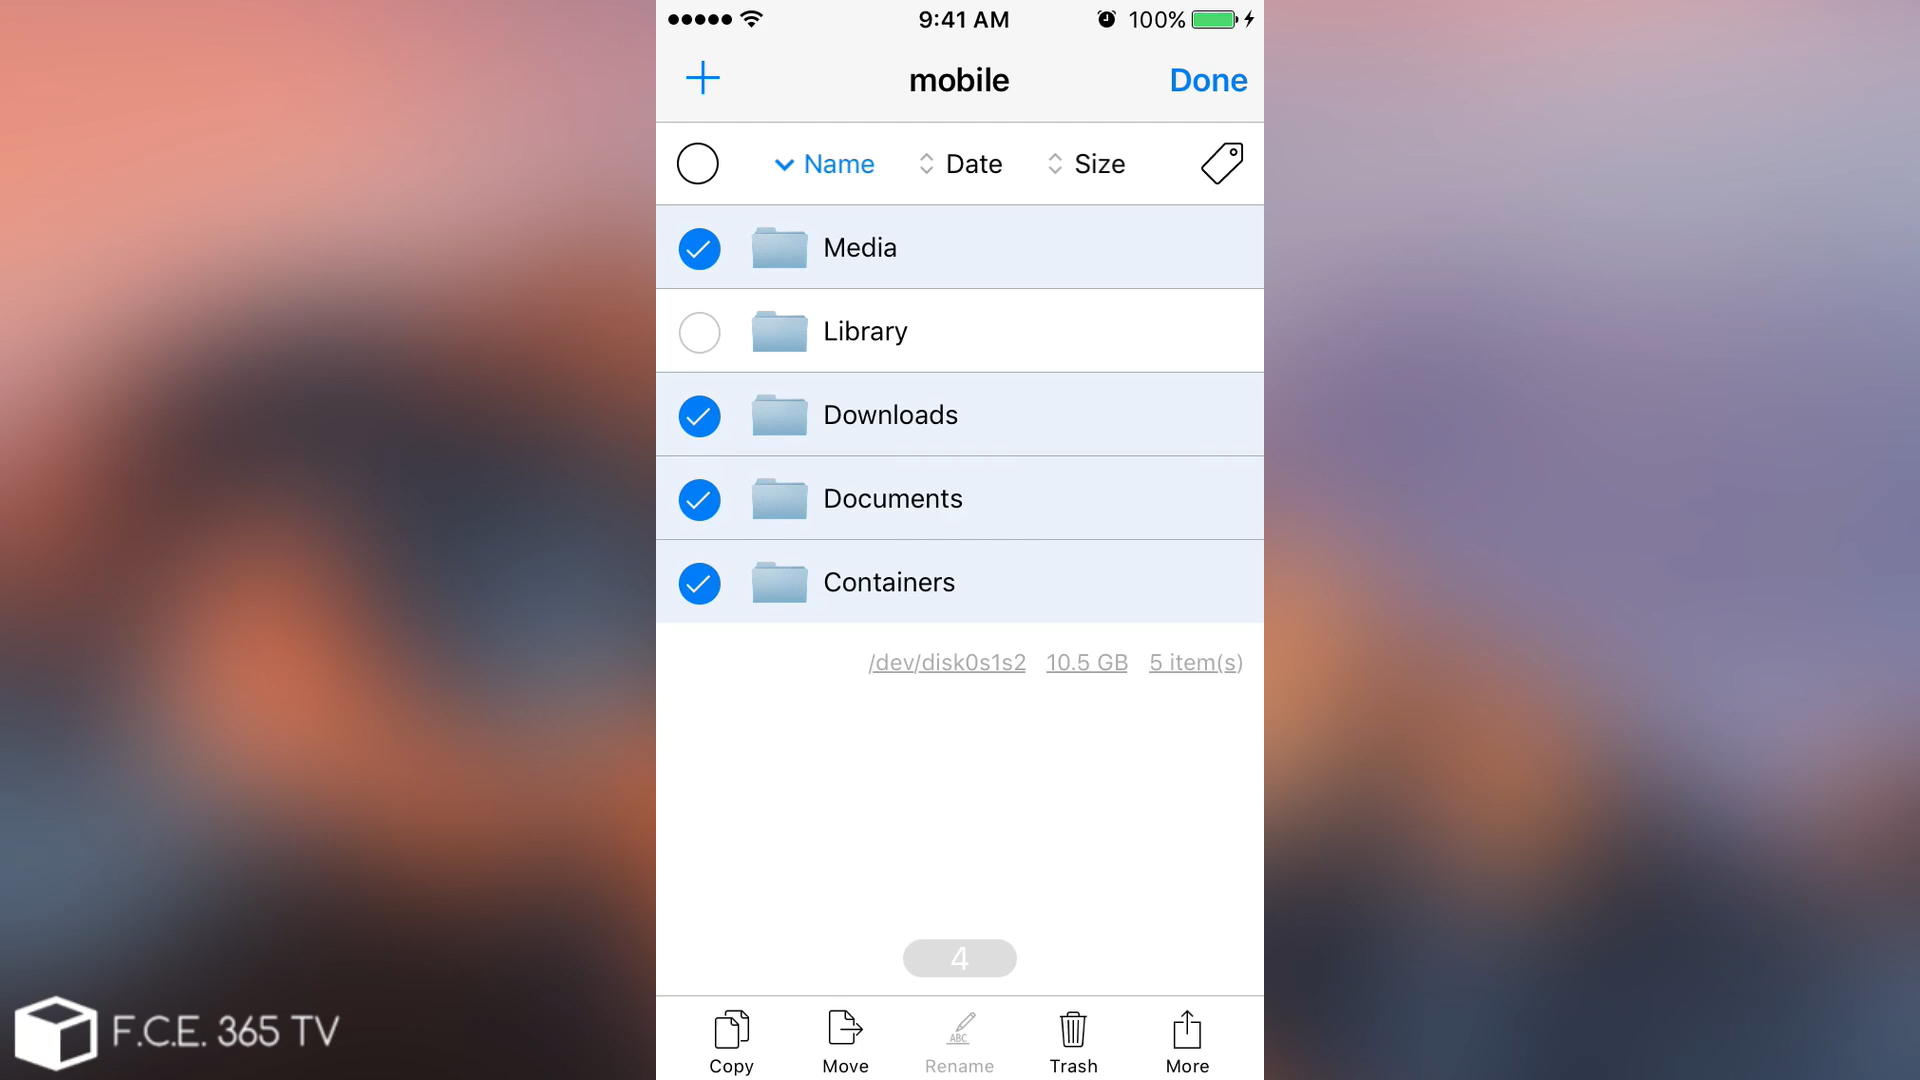 9:41 AM 100%
mobile Done
Name Date Size
Media
Library
Downloads
Documents
Containers
/dev/disk0s1s2 10.5 GB 5 item(s)
4
ABC
Copy Move Rename Trash More
F.C.E. 365 TV